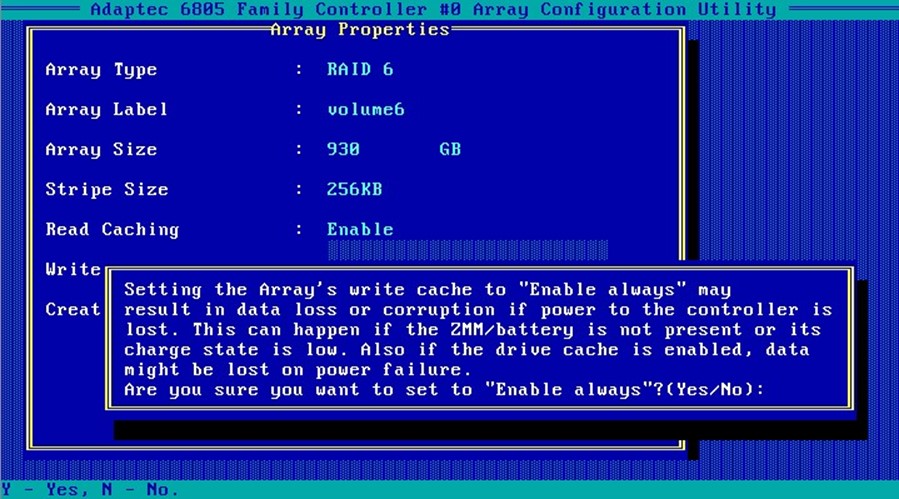 Adaptec 6805 Family Controller #0 Array Configuration Utility
Array Properties
Array Type : RAID 6
Array Label : volume6
Array Size : 930 GB
Stripe Size : 256KB
Read Caching : Enable
Write
Creat
Setting the Array's write cache to "Enable always" may
result in data loss or corruption if power to the controller is
lost. This can happen if the ZMM/battery is not present or its
charge state is low. Also if the drive cache is enabled, data
might be lost on power failure.
Are you sure you want to set to "Enable always"?(Yes/No):
Y - Yes, N - No.